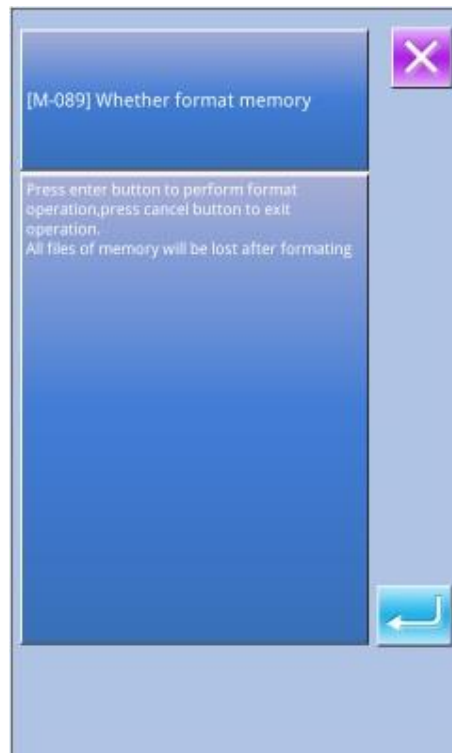 [M-089] Whether format memory
Press enter button to perform format
operation,press cancel button to exit
operation.
All files of memory will be lost after formating